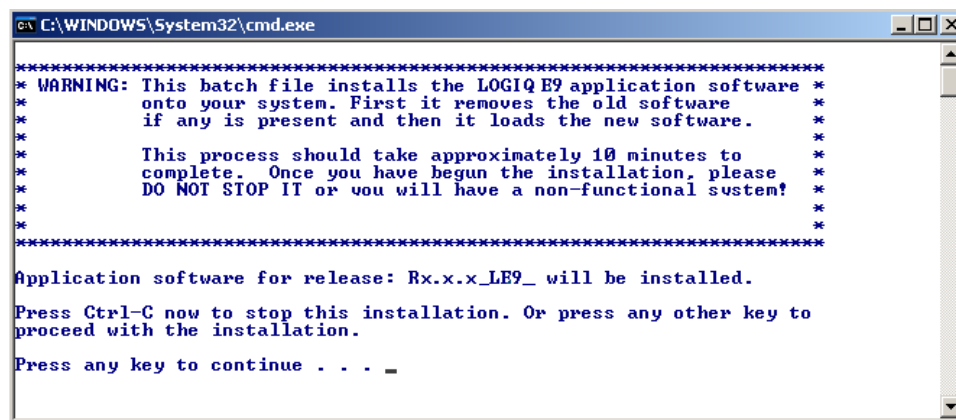 C:\WINDOWS\System32\cmd.exe
**********************************************************************
* WARNING: This batch file installs the LOGIQ E9 application software *
* onto your system. First it removes the old software *
* if any is present and then it loads the new software. *
* *
* This process should take approximately 10 minutes to *
* complete. Once you have begun the installation, please *
* DO NOT STOP IT or you will have a non-functional system! *
* *
* *
**********************************************************************
Application software for release: Rx.x.x_LE9_ will be installed.
Press Ctrl-C now to stop this installation. Or press any other key to
proceed with the installation.
Press any key to continue . . . _